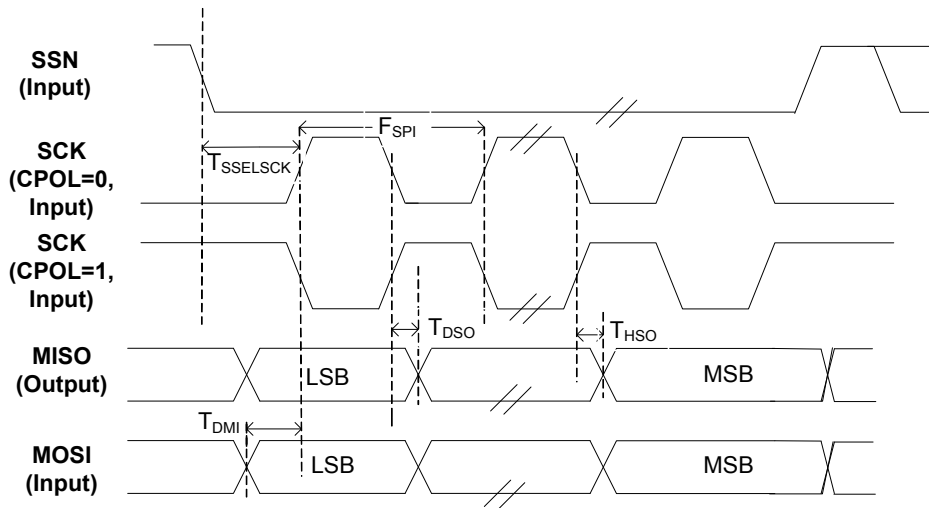 SSN
(Input)
F_SPI
SCK
(CPOL=0,
Input)
T_SSELSCK
SCK
(CPOL=1,
Input)
T_DSO
T_HSO
MISO
(Output)
LSB
MSB
T_DMI
MOSI
(Input)
LSB
MSB